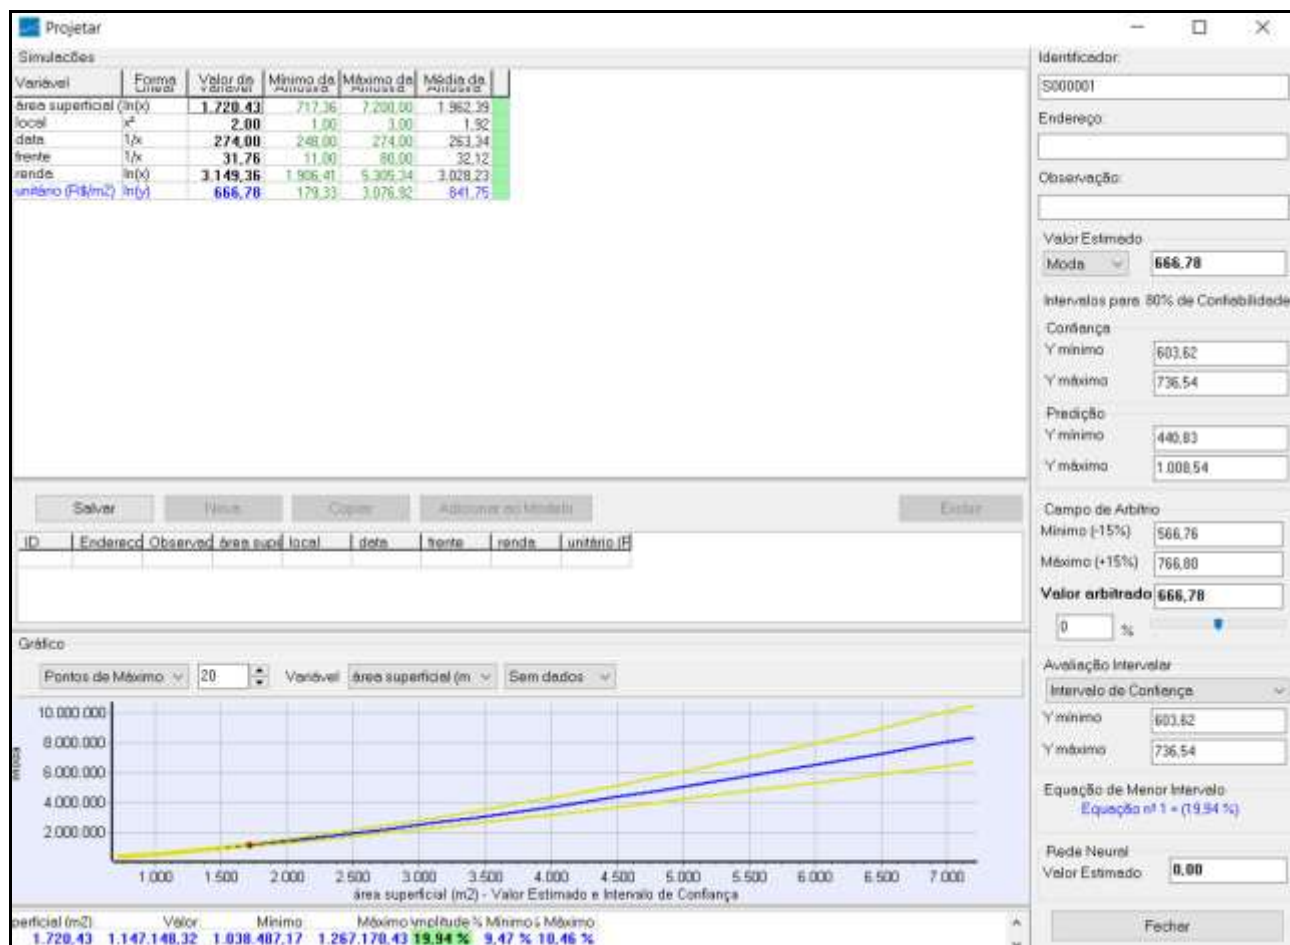 Projetar
Simulações
Variável Forma Linear Valor da Variável Mínimo da Amostra Máximo da Amostra Média da Amostra
área superficial ( ln(x) 1.720,43 717,36 7.200,00 1.962,39
local x² 2,00 1,00 3,00 1,92
data 1/x 274,00 248,00 274,00 263,34
frente 1/x 31,76 11,00 80,00 32,12
renda ln(x) 3.149,36 1.906,41 5.305,34 3.028,23
unitário (R$/m2) ln(y) 666,78 179,33 3.076,92 841,75
Salvar Nova Copiar Adicionar ao Modelo Excluir
ID Endereço Observaç área supe local data frente renda unitário (F
Gráfico
Pontos de Máximo 20 Variável área superficial (m Sem dados
Moda
10.000.000
8.000.000
6.000.000
4.000.000
2.000.000
1.000 1.500 2.000 2.500 3.000 3.500 4.000 4.500 5.000 5.500 6.000 6.500 7.000
área superficial (m2) - Valor Estimado e Intervalo de Confiança
perficial (m2) Valor Mínimo Máximo Amplitude % Mínimo % Máximo
1.720,43 1.147.148,32 1.038.487,17 1.267.170,43 19,94 % 9,47 % 10,46 %
Identificador:
S000001
Endereço:
Observação:
Valor Estimado
Moda 666,78
Intervalos para 80% de Confiabilidade
Confiança
Y mínimo 603,62
Y máximo 736,54
Predição
Y mínimo 440,83
Y máximo 1.008,54
Campo de Arbítrio
Mínimo (-15%) 566,76
Máximo (+15%) 766,80
Valor arbitrado 666,78
0 %
Avaliação Intervalar
Intervalo de Confiança
Y mínimo 603,62
Y máximo 736,54
Equação de Menor Intervalo
Equação nº 1 = (19,94 %)
Rede Neural
Valor Estimado 0,00
Fechar